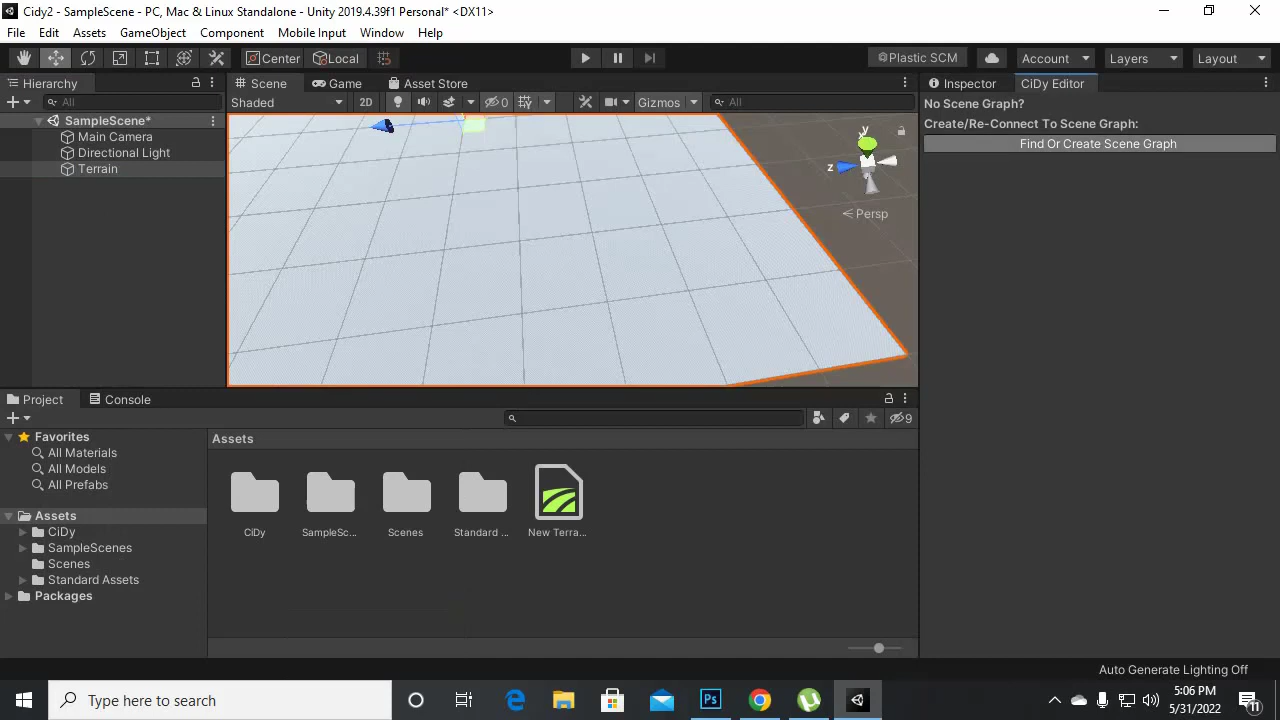 Cidy2 - SampleScene - PC, Mac & Linux Standalone - Unity 2019.4.39f1 Personal* <DX11>
File Edit Assets GameObject Component Mobile Input Window Help
Center Local Plastic SCM Account Layers Layout
Hierarchy
All
SampleScene*
Main Camera
Directional Light
Terrain
Scene Game Asset Store
Shaded 2D 0 Gizmos All
y
z
Persp
Inspector CiDy Editor
No Scene Graph?
Create/Re-Connect To Scene Graph:
Find Or Create Scene Graph
Project Console
9
Favorites
All Materials
All Models
All Prefabs
Assets
CiDy
SampleScenes
Scenes
Standard Assets
Packages
Assets
CiDy SampleSc... Scenes Standard ... New Terra...
Auto Generate Lighting Off
Type here to search
Ps
5:06 PM
5/31/2022
11